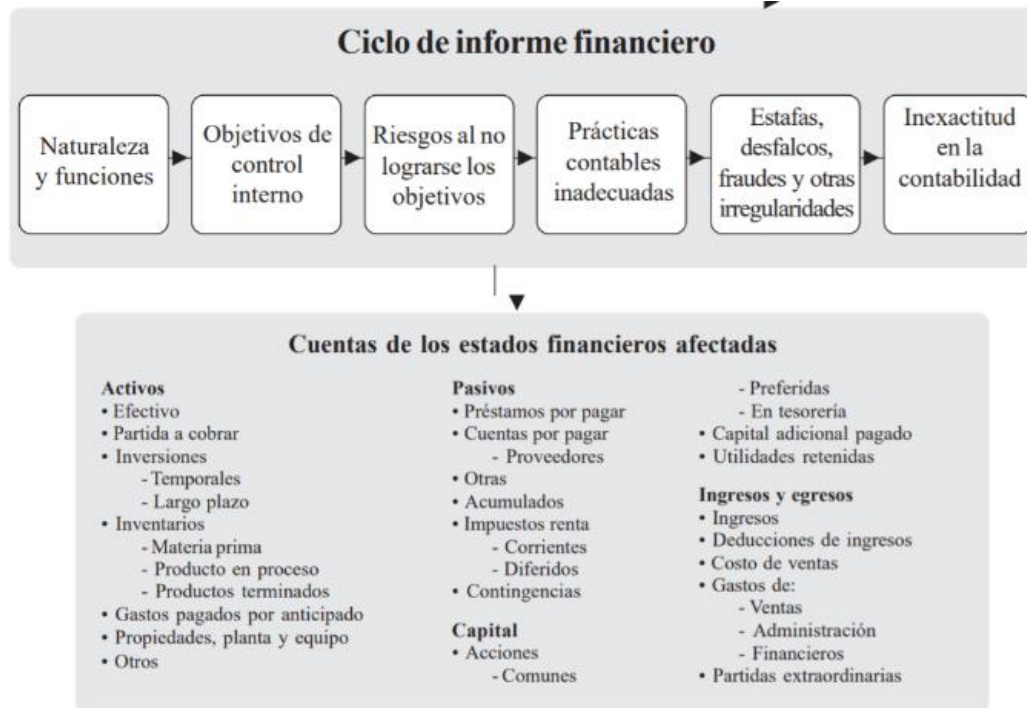 Ciclo de informe financiero
Naturaleza
y funciones
Objetivos de
control
interno
Riesgos al no
lograrse los
objetivos
Prácticas
contables
inadecuadas
Estafas,
desfalcos,
fraudes y otras
irregularidades
Inexactitud
en la
contabilidad
Cuentas de los estados financieros afectadas
Activos
• Efectivo
• Partida a cobrar
• Inversiones
- Temporales
- Largo plazo
• Inventarios
- Materia prima
- Producto en proceso
- Productos terminados
• Gastos pagados por anticipado
• Propiedades, planta y equipo
• Otros
Pasivos
• Préstamos por pagar
• Cuentas por pagar
- Proveedores
• Otras
• Acumulados
• Impuestos renta
- Corrientes
- Diferidos
• Contingencias
Capital
• Acciones
- Comunes
- Preferidas
- En tesorería
• Capital adicional pagado
• Utilidades retenidas
Ingresos y egresos
• Ingresos
• Deducciones de ingresos
• Costo de ventas
• Gastos de:
- Ventas
- Administración
- Financieros
• Partidas extraordinarias